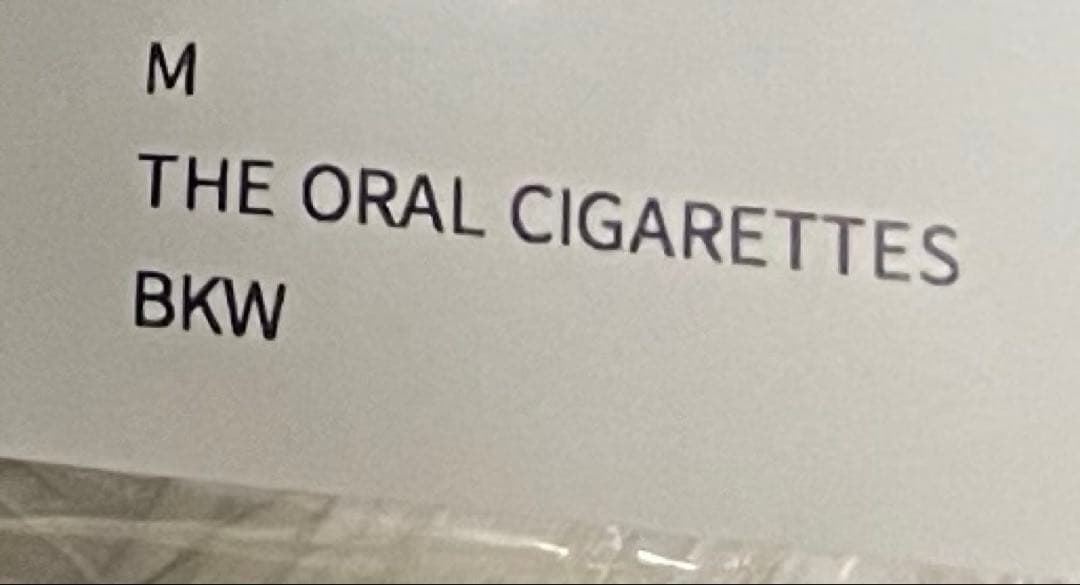 M
THE ORAL CIGARETTES
BKW